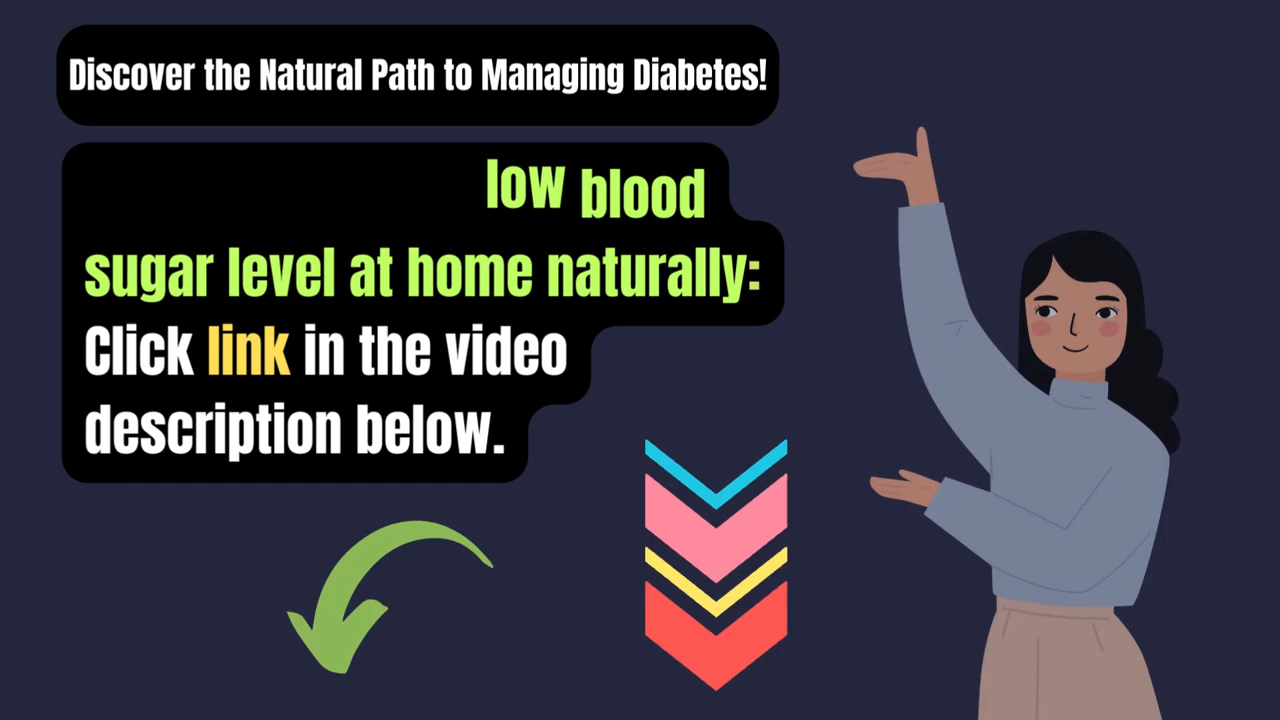 Discover the Natural Path to Managing Diabetes!
low blood
sugar level at home naturally:
Click link in the video
description below.